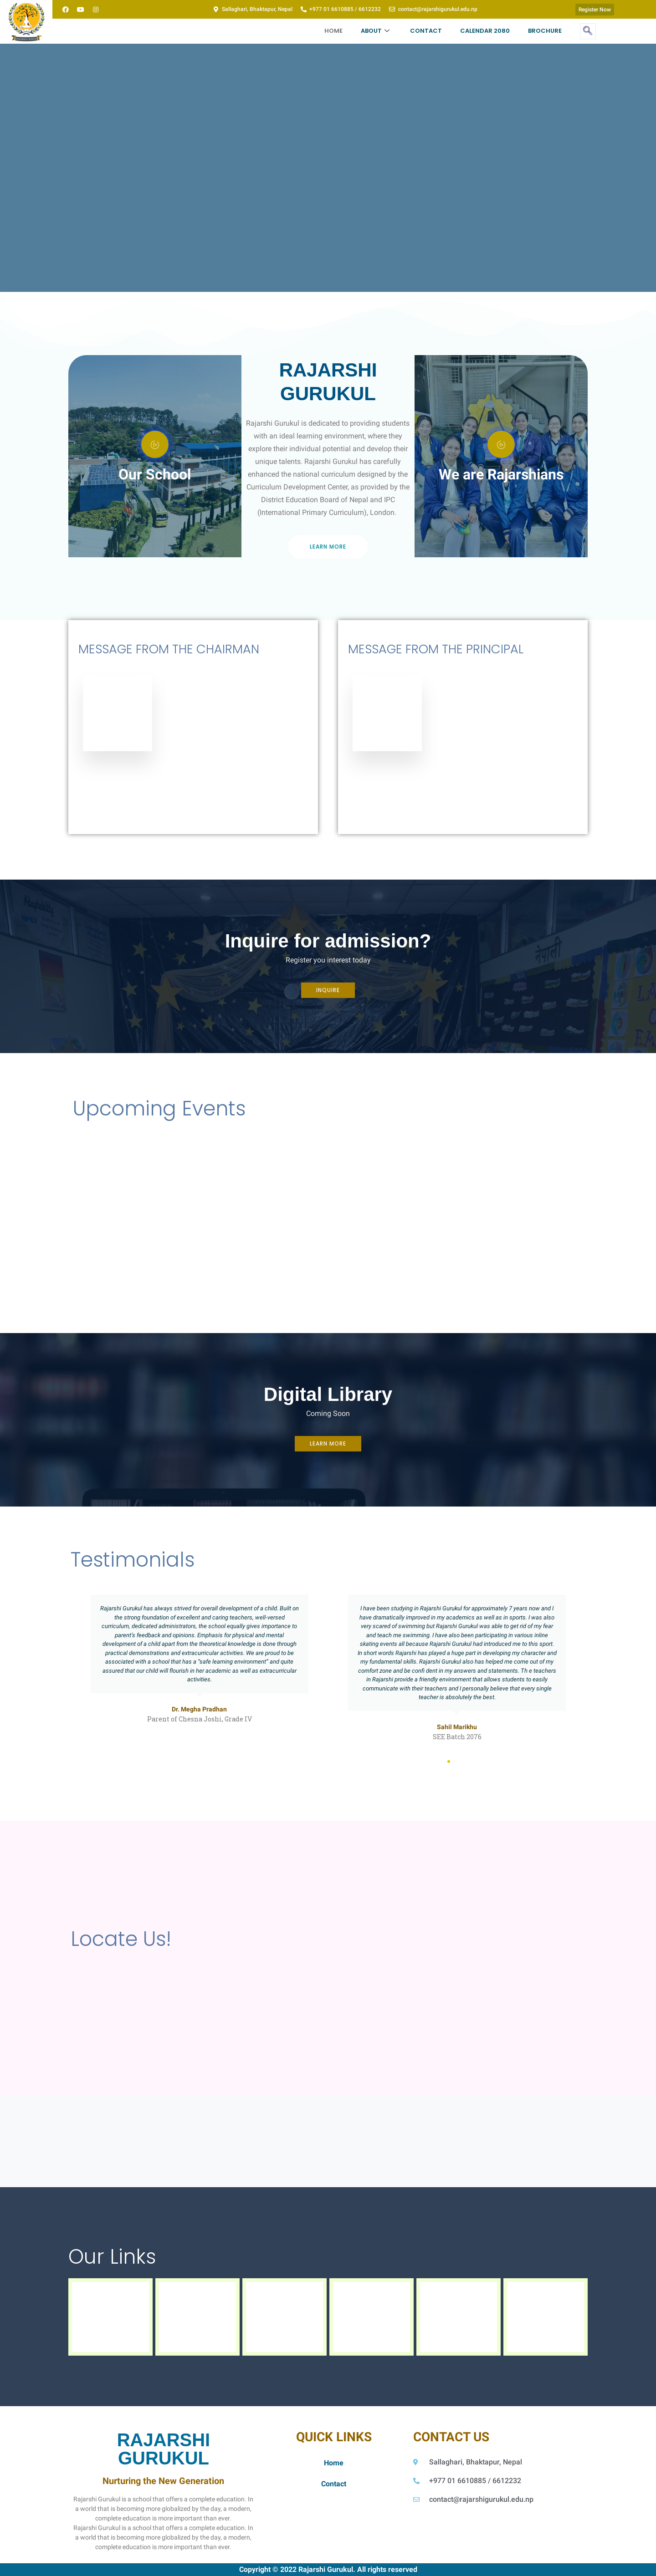 Sallaghari, Bhaktapur, Nepal
+977 01 6610885 / 6612232
contact@rajarshigurukul.edu.np
Register Now
HOME
ABOUT
CONTACT
CALENDAR 2080
BROCHURE
Our School
RAJARSHI
GURUKUL
Rajarshi Gurukul is dedicated to providing students
with an ideal learning environment, where they
explore their individual potential and develop their
unique talents. Rajarshi Gurukul has carefully
enhanced the national curriculum designed by the
Curriculum Development Center, as provided by the
District Education Board of Nepal and IPC
(International Primary Curriculum), London.
LEARN MORE
We are Rajarshians
MESSAGE FROM THE CHAIRMAN
MESSAGE FROM THE PRINCIPAL
Inquire for admission?
Register you interest today
INQUIRE
Upcoming Events
Digital Library
Coming Soon
LEARN MORE
Testimonials
Rajarshi Gurukul has always strived for overall development of a child. Built on
the strong foundation of excellent and caring teachers, well-versed
curriculum, dedicated administrators, the school equally gives importance to
parent's feedback and opinions. Emphasis for physical and mental
development of a child apart from the theoretical knowledge is done through
practical demonstrations and extracurricular activities. We are proud to be
associated with a school that has a "safe learning environment" and quite
assured that our child will flourish in her academic as well as extracurricular
activities.
Dr. Megha Pradhan
Parent of Chesna Joshi, Grade IV
I have been studying in Rajarshi Gurukul for approximately 7 years now and I
have dramatically improved in my academics as well as in sports. I was also
very scared of swimming but Rajarshi Gurukul was able to get rid of my fear
and teach me swimming. I have also been participating in various inline
skating events all because Rajarshi Gurukul had introduced me to this sport.
In short words Rajarshi has played a huge part in developing my character and
my fundamental skills. Rajarshi Gurukul also has helped me come out of my
comfort zone and be confi dent in my answers and statements. Th e teachers
in Rajarshi provide a friendly environment that allows students to easily
communicate with their teachers and I personally believe that every single
teacher is absolutely the best.
Sahil Marikhu
SEE Batch 2076
Locate Us!
Our Links
RAJARSHI
GURUKUL
Nurturing the New Generation
Rajarshi Gurukul is a school that offers a complete education. In
a world that is becoming more globalized by the day, a modern,
complete education is more important than ever.
Rajarshi Gurukul is a school that offers a complete education. In
a world that is becoming more globalized by the day, a modern,
complete education is more important than ever.
QUICK LINKS
Home
Contact
CONTACT US
Sallaghari, Bhaktapur, Nepal
+977 01 6610885 / 6612232
contact@rajarshigurukul.edu.np
Copyright © 2022 Rajarshi Gurukul. All rights reserved